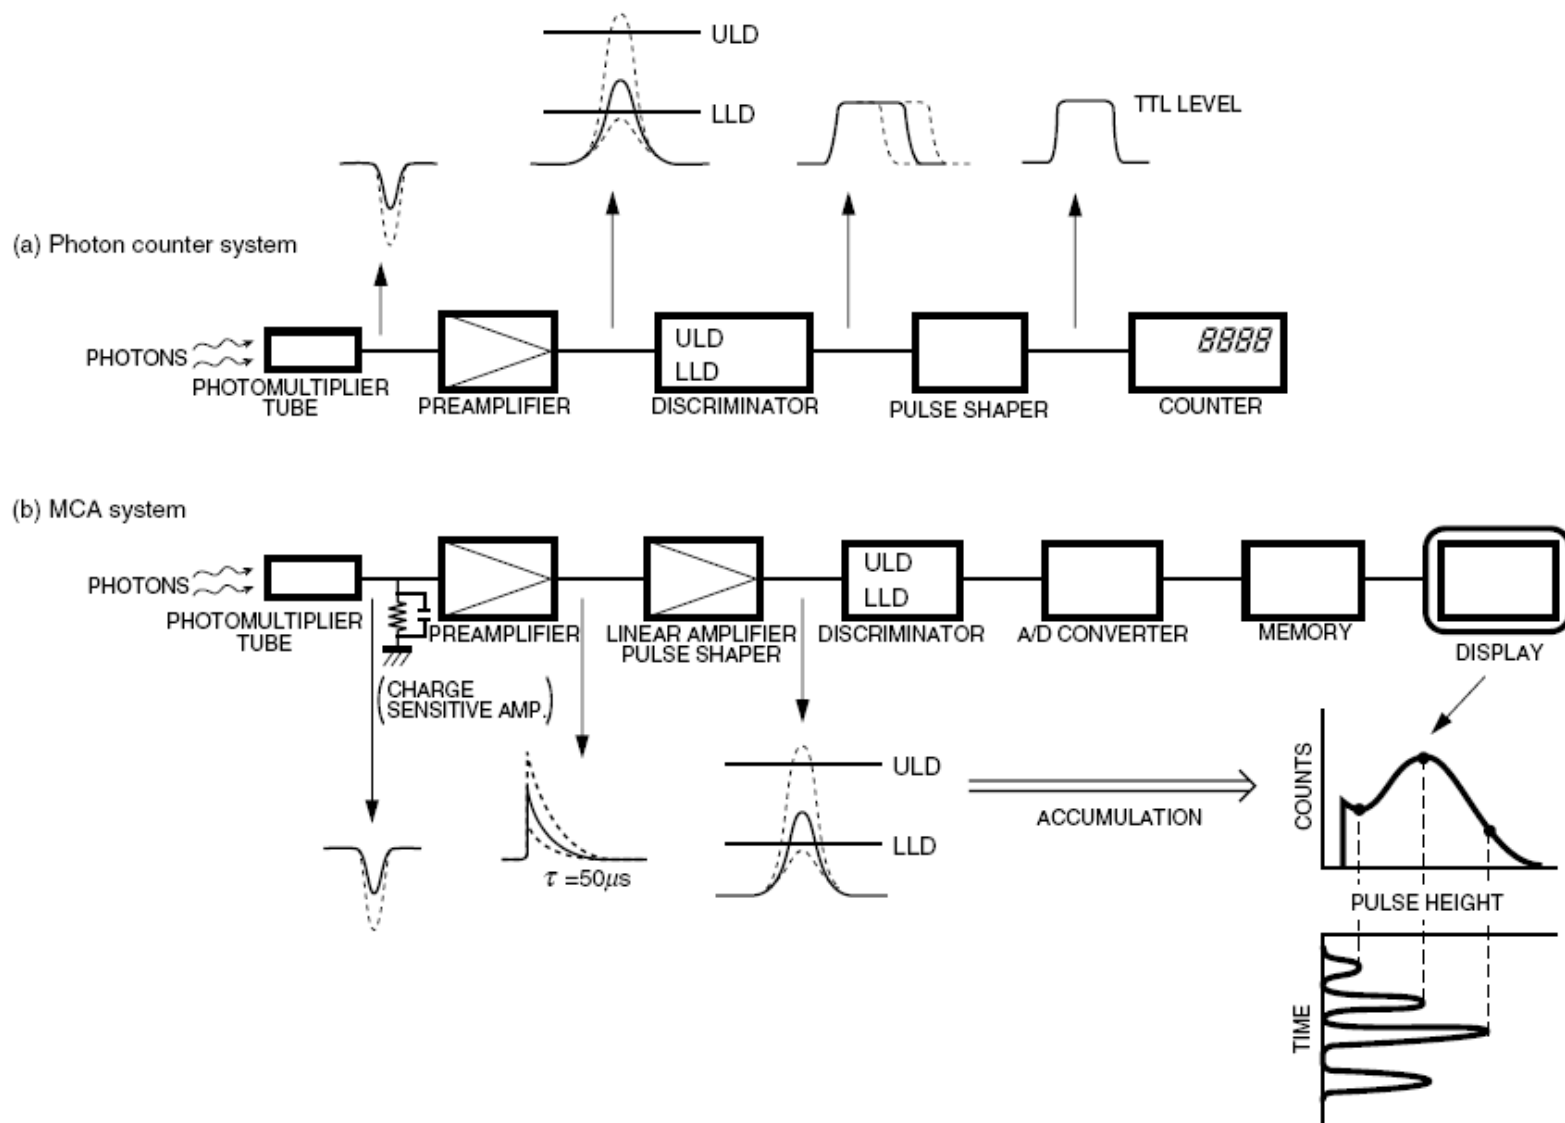 ULD
LLD
TTL LEVEL
(a) Photon counter system
PHOTONS
ULD
LLD
8888
PHOTOMULTIPLIER
TUBE
PREAMPLIFIER
DISCRIMINATOR
PULSE SHAPER
COUNTER
(b) MCA system
PHOTONS
ULD
LLD
PHOTOMULTIPLIER
TUBE
PREAMPLIFIER
LINEAR AMPLIFIER
PULSE SHAPER
DISCRIMINATOR
A/D CONVERTER
MEMORY
DISPLAY
(CHARGE
SENSITIVE AMP.)
τ =50μs
ULD
LLD
ACCUMULATION
COUNTS
PULSE HEIGHT
TIME